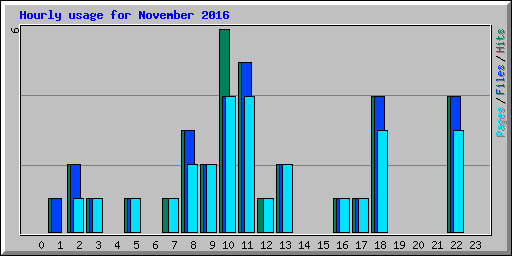 Hourly usage for November 2016
6
Pages/Files/Hits
0 1 2 3 4 5 6 7 8 9 10 11 12 13 14 15 16 17 18 19 20 21 22 23